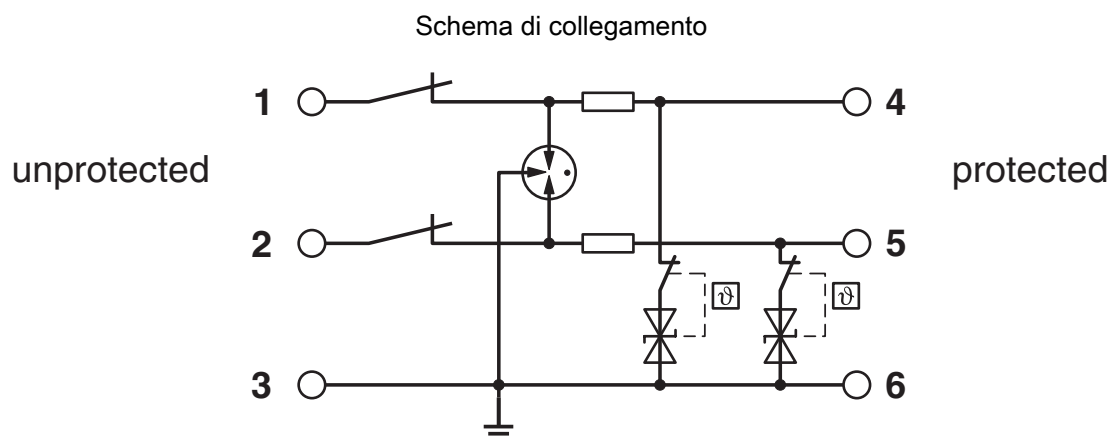 Schema di collegamento
1 4
unprotected protected
2 5
ϑ ϑ
3 6